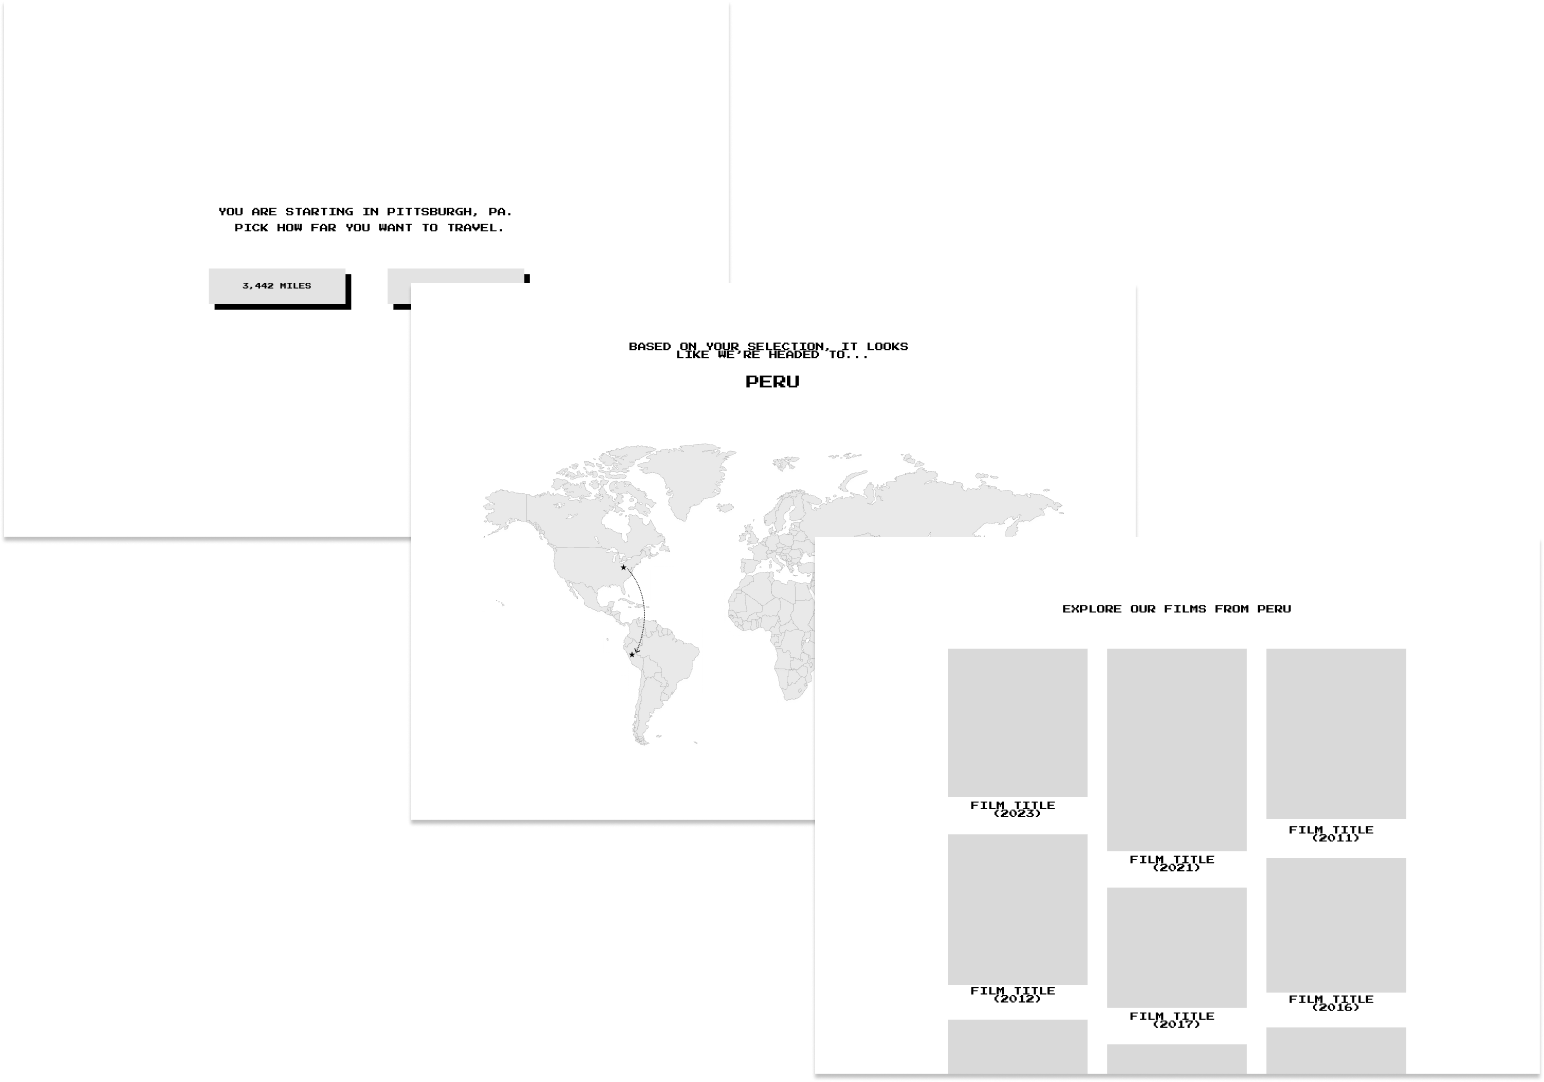 YOU ARE STARTING IN PITTSBURGH, PA.
PICK HOW FAR YOU WANT TO TRAVEL.
3,442 MILES
BASED ON YOUR SELECTION, IT LOOKS
LIKE WE'RE HEADED TO...
PERU
EXPLORE OUR FILMS FROM PERU
FILM TITLE
(2023)
FILM TITLE
(2021)
FILM TITLE
(2011)
FILM TITLE
(2012)
FILM TITLE
(2017)
FILM TITLE
(2016)